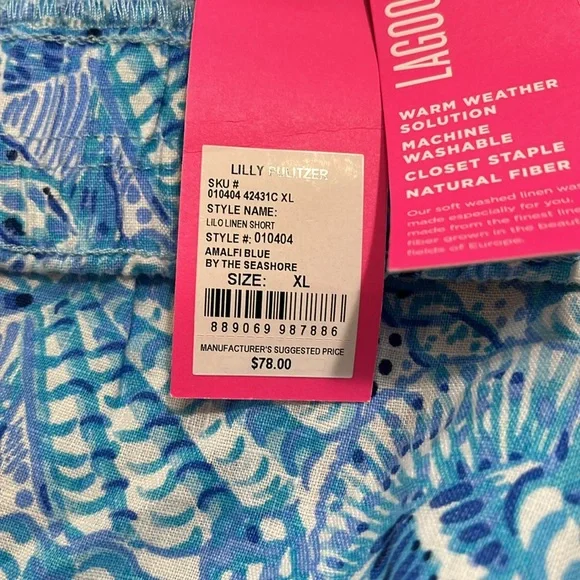 LILLY PULITZER
SKU #
010404 42431C XL
STYLE NAME:
LILO LINEN SHORT
STYLE #: 010404
AMALFI BLUE
BY THE SEASHORE
SIZE: XL
889069 987886
MANUFACTURER'S SUGGESTED PRICE
$78.00
LAGOO
WARM WEATHER
SOLUTION
MACHINE
WASHABLE
CLOSET STAPLE
NATURAL FIBER
Our soft washed linen wa
made especially for you,
made from the finest line
fiber grown in the beau
fields of Europe.